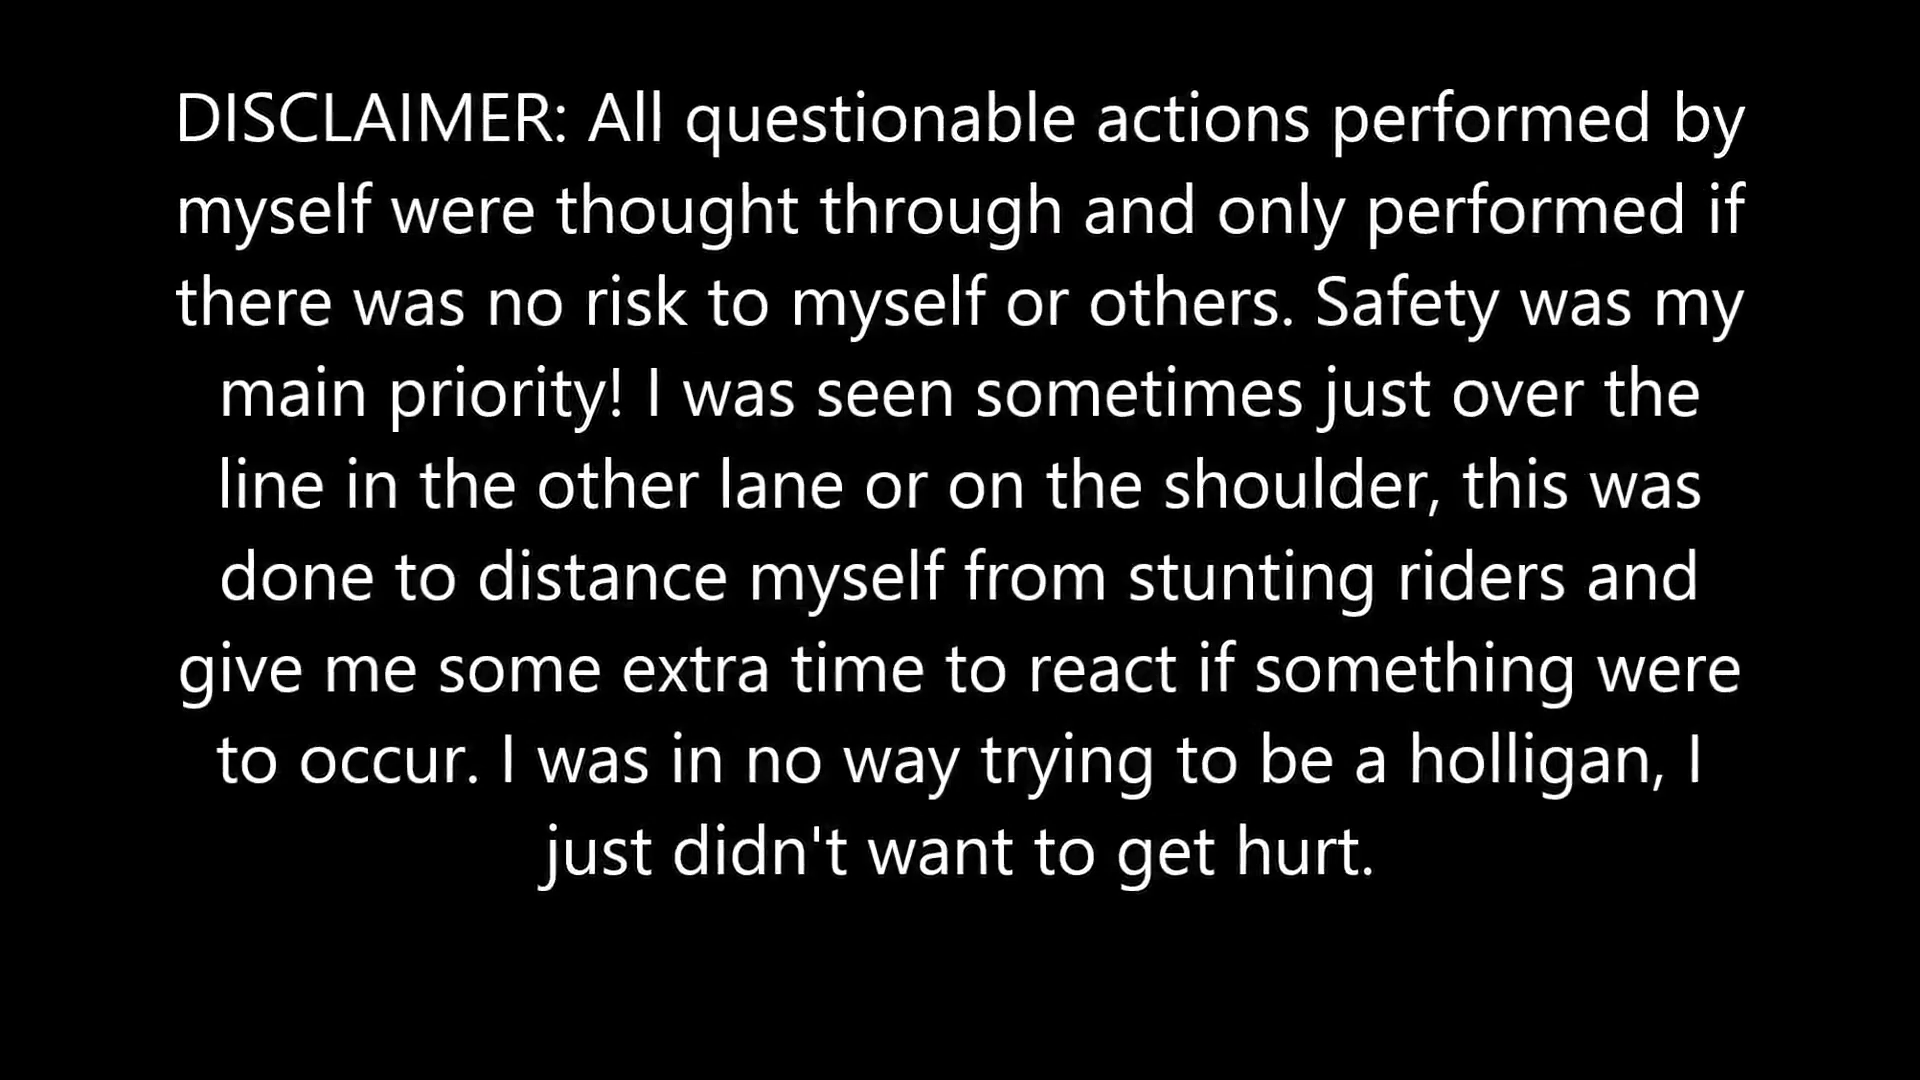 DISCLAIMER: All questionable actions performed by
myself were thought through and only performed if
there was no risk to myself or others. Safety was my
main priority! I was seen sometimes just over the
line in the other lane or on the shoulder, this was
done to distance myself from stunting riders and
give me some extra time to react if something were
to occur. I was in no way trying to be a holligan, I
just didn't want to get hurt.